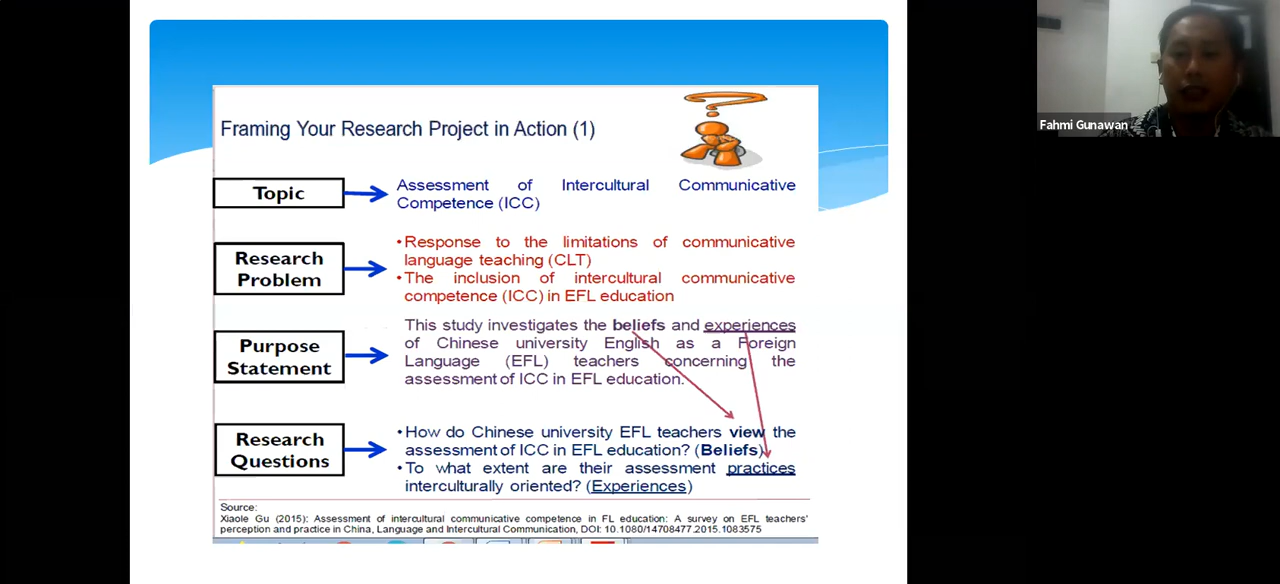 Fahmi Gunawan
Framing Your Research Project in Action (1)
Topic
Assessment of Intercultural Communicative
Competence (ICC)
Research
Problem
•Response to the limitations of communicative
language teaching (CLT)
•The inclusion of intercultural communicative
competence (ICC) in EFL education
Purpose
Statement
This study investigates the beliefs and experiences
of Chinese university English as a Foreign
Language (EFL) teachers concerning the
assessment of ICC in EFL education.
Research
Questions
•How do Chinese university EFL teachers view the
assessment of ICC in EFL education? (Beliefs)
•To what extent are their assessment practices
interculturally oriented? (Experiences)
Source:
Xiaole Gu (2015): Assessment of intercultural communicative competence in FL education: A survey on EFL teachers'
perception and practice in China, Language and Intercultural Communication, DOI: 10.1080/14708477.2015.1083575